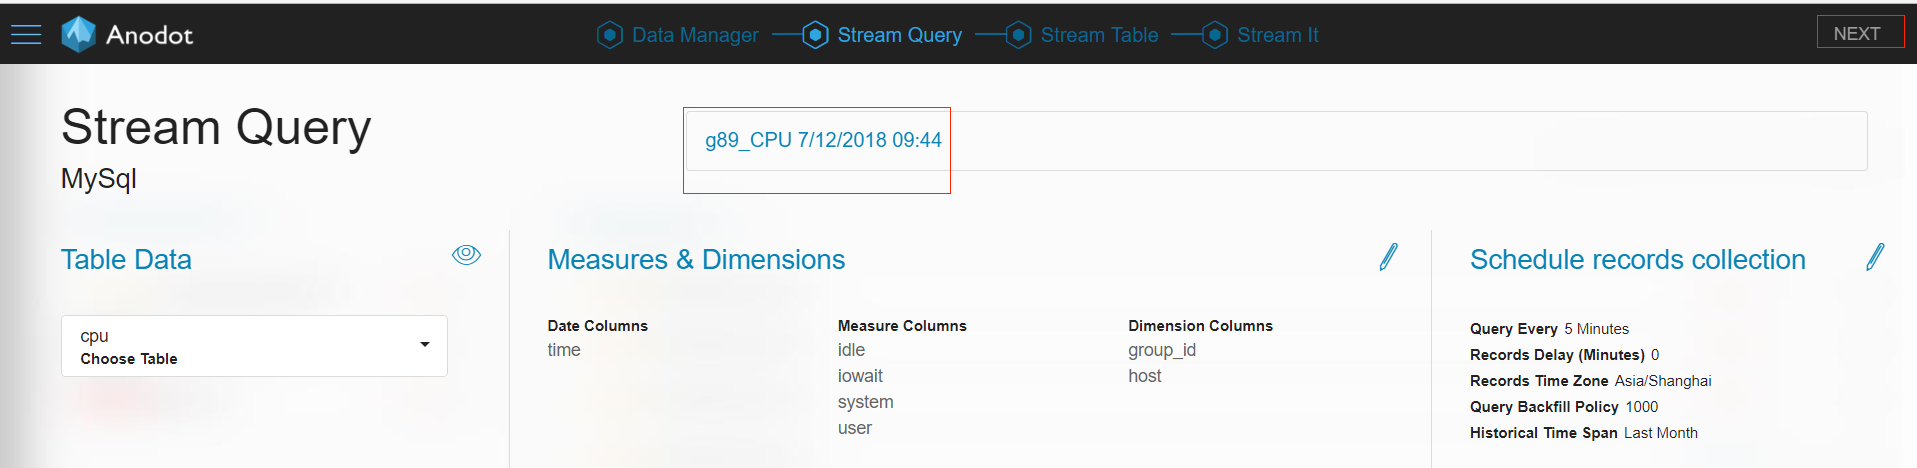 Anodot
Data Manager
Stream Query
Stream Table
Stream It
NEXT
Stream Query
MySql
g89_CPU 7/12/2018 09:44
Table Data
cpu
Choose Table
Measures & Dimensions
Date Columns
time
Measure Columns
idle
iowait
system
user
Dimension Columns
group_id
host
Schedule records collection
Query Every 5 Minutes
Records Delay (Minutes) 0
Records Time Zone Asia/Shanghai
Query Backfill Policy 1000
Historical Time Span Last Month